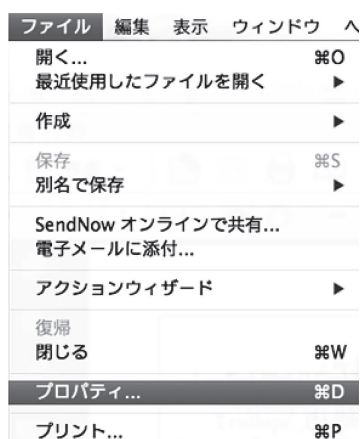 ファイル 編集 表示 ウィンドウ ヘ
開く... ⌘O
最近使用したファイルを開く ▶
作成 ▶
保存 ⌘S
別名で保存 ▶
SendNow オンラインで共有...
電子メールに添付...
アクションウィザード ▶
復帰
閉じる ⌘W
プロパティ... ⌘D
プリント... ⌘P